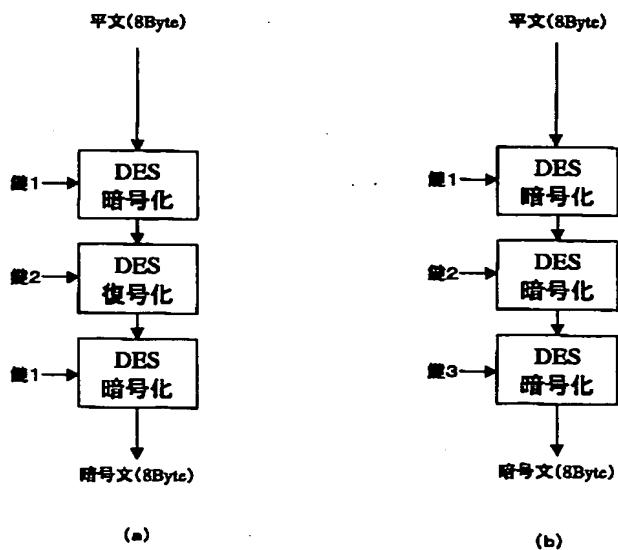 平文(8Byte)
鍵1
DES
暗号化
鍵2
DES
復号化
鍵1
DES
暗号化
暗号文(8Byte)
(a)
平文(8Byte)
鍵1
DES
暗号化
鍵2
DES
暗号化
鍵3
DES
暗号化
暗号文(8Byte)
(b)